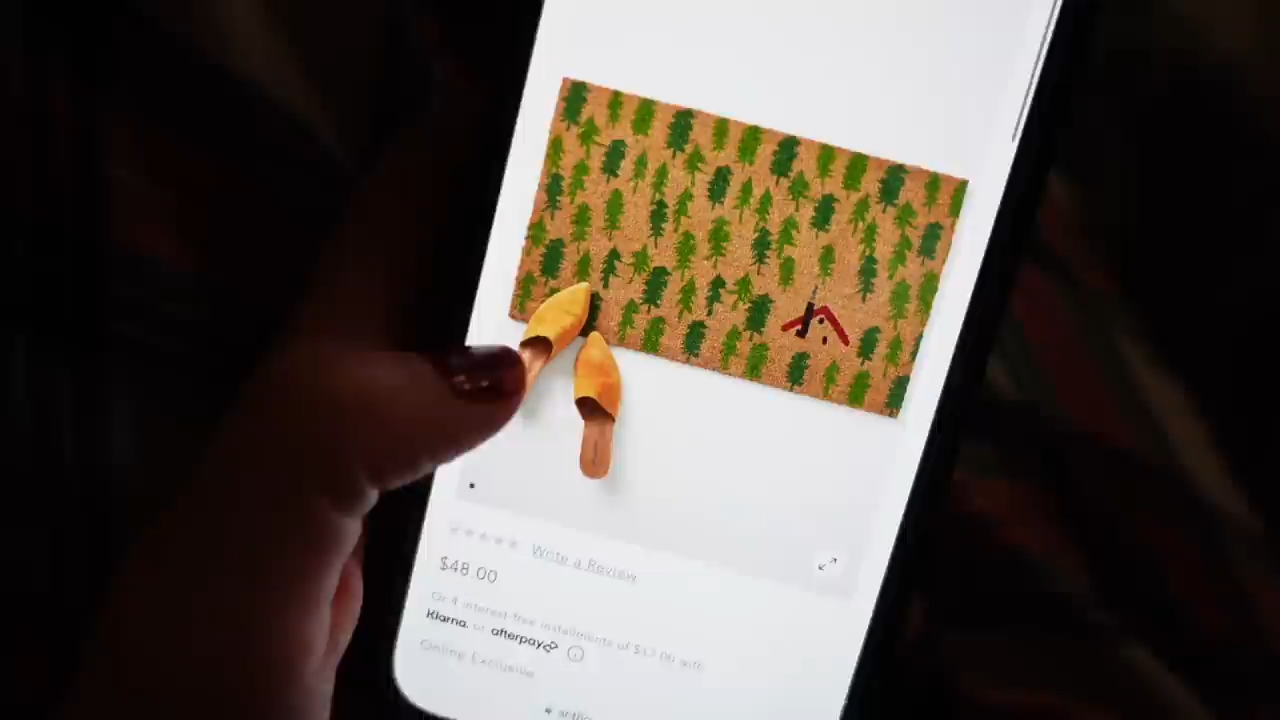 Write a Review
$48.00
Or 4 interest-free installments of $12.00 with
Klarna. or afterpay
Online Exclusive